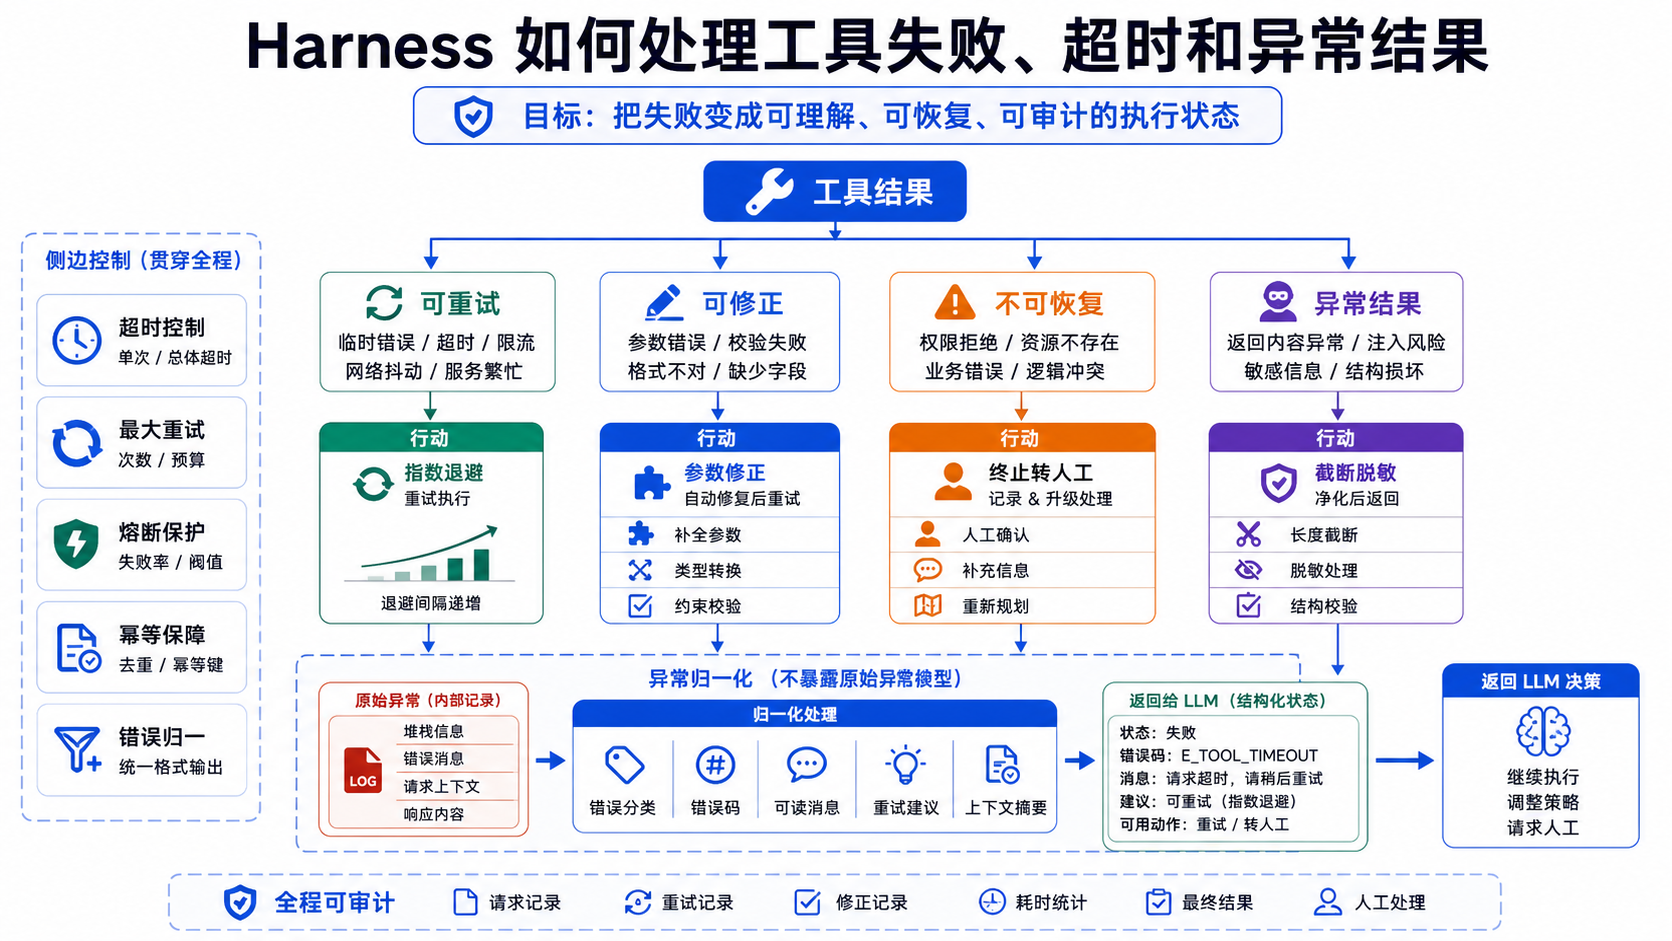 Harness 如何处理工具失败、超时和异常结果
目标：把失败变成可理解、可恢复、可审计的执行状态
工具结果
侧边控制（贯穿全程）
超时控制
单次 / 总体超时
最大重试
次数 / 预算
熔断保护
失败率 / 阀值
幂等保障
去重 / 幂等键
错误归一
统一格式输出
可重试
临时错误 / 超时 / 限流
网络抖动 / 服务繁忙
行动
指数退避
重试执行
退避间隔递增
可修正
参数错误 / 校验失败
格式不对 / 缺少字段
行动
参数修正
自动修复后重试
补全参数
类型转换
约束校验
不可恢复
权限拒绝 / 资源不存在
业务错误 / 逻辑冲突
行动
终止转人工
记录 & 升级处理
人工确认
补充信息
重新规划
异常结果
返回内容异常 / 注入风险
敏感信息 / 结构损坏
行动
截断脱敏
净化后返回
长度截断
脱敏处理
结构校验
异常归一化 （不暴露原始异常模型）
原始异常（内部记录）
LOG
堆栈信息
错误消息
请求上下文
响应内容
归一化处理
错误分类
错误码
可读消息
重试建议
上下文摘要
返回给 LLM（结构化状态）
状态：失败
错误码：E_TOOL_TIMEOUT
消息：请求超时，请稍后重试
建议：可重试（指数退避）
可用动作：重试 / 转人工
返回 LLM 决策
继续执行
调整策略
请求人工
全程可审计
请求记录
重试记录
修正记录
耗时统计
最终结果
人工处理